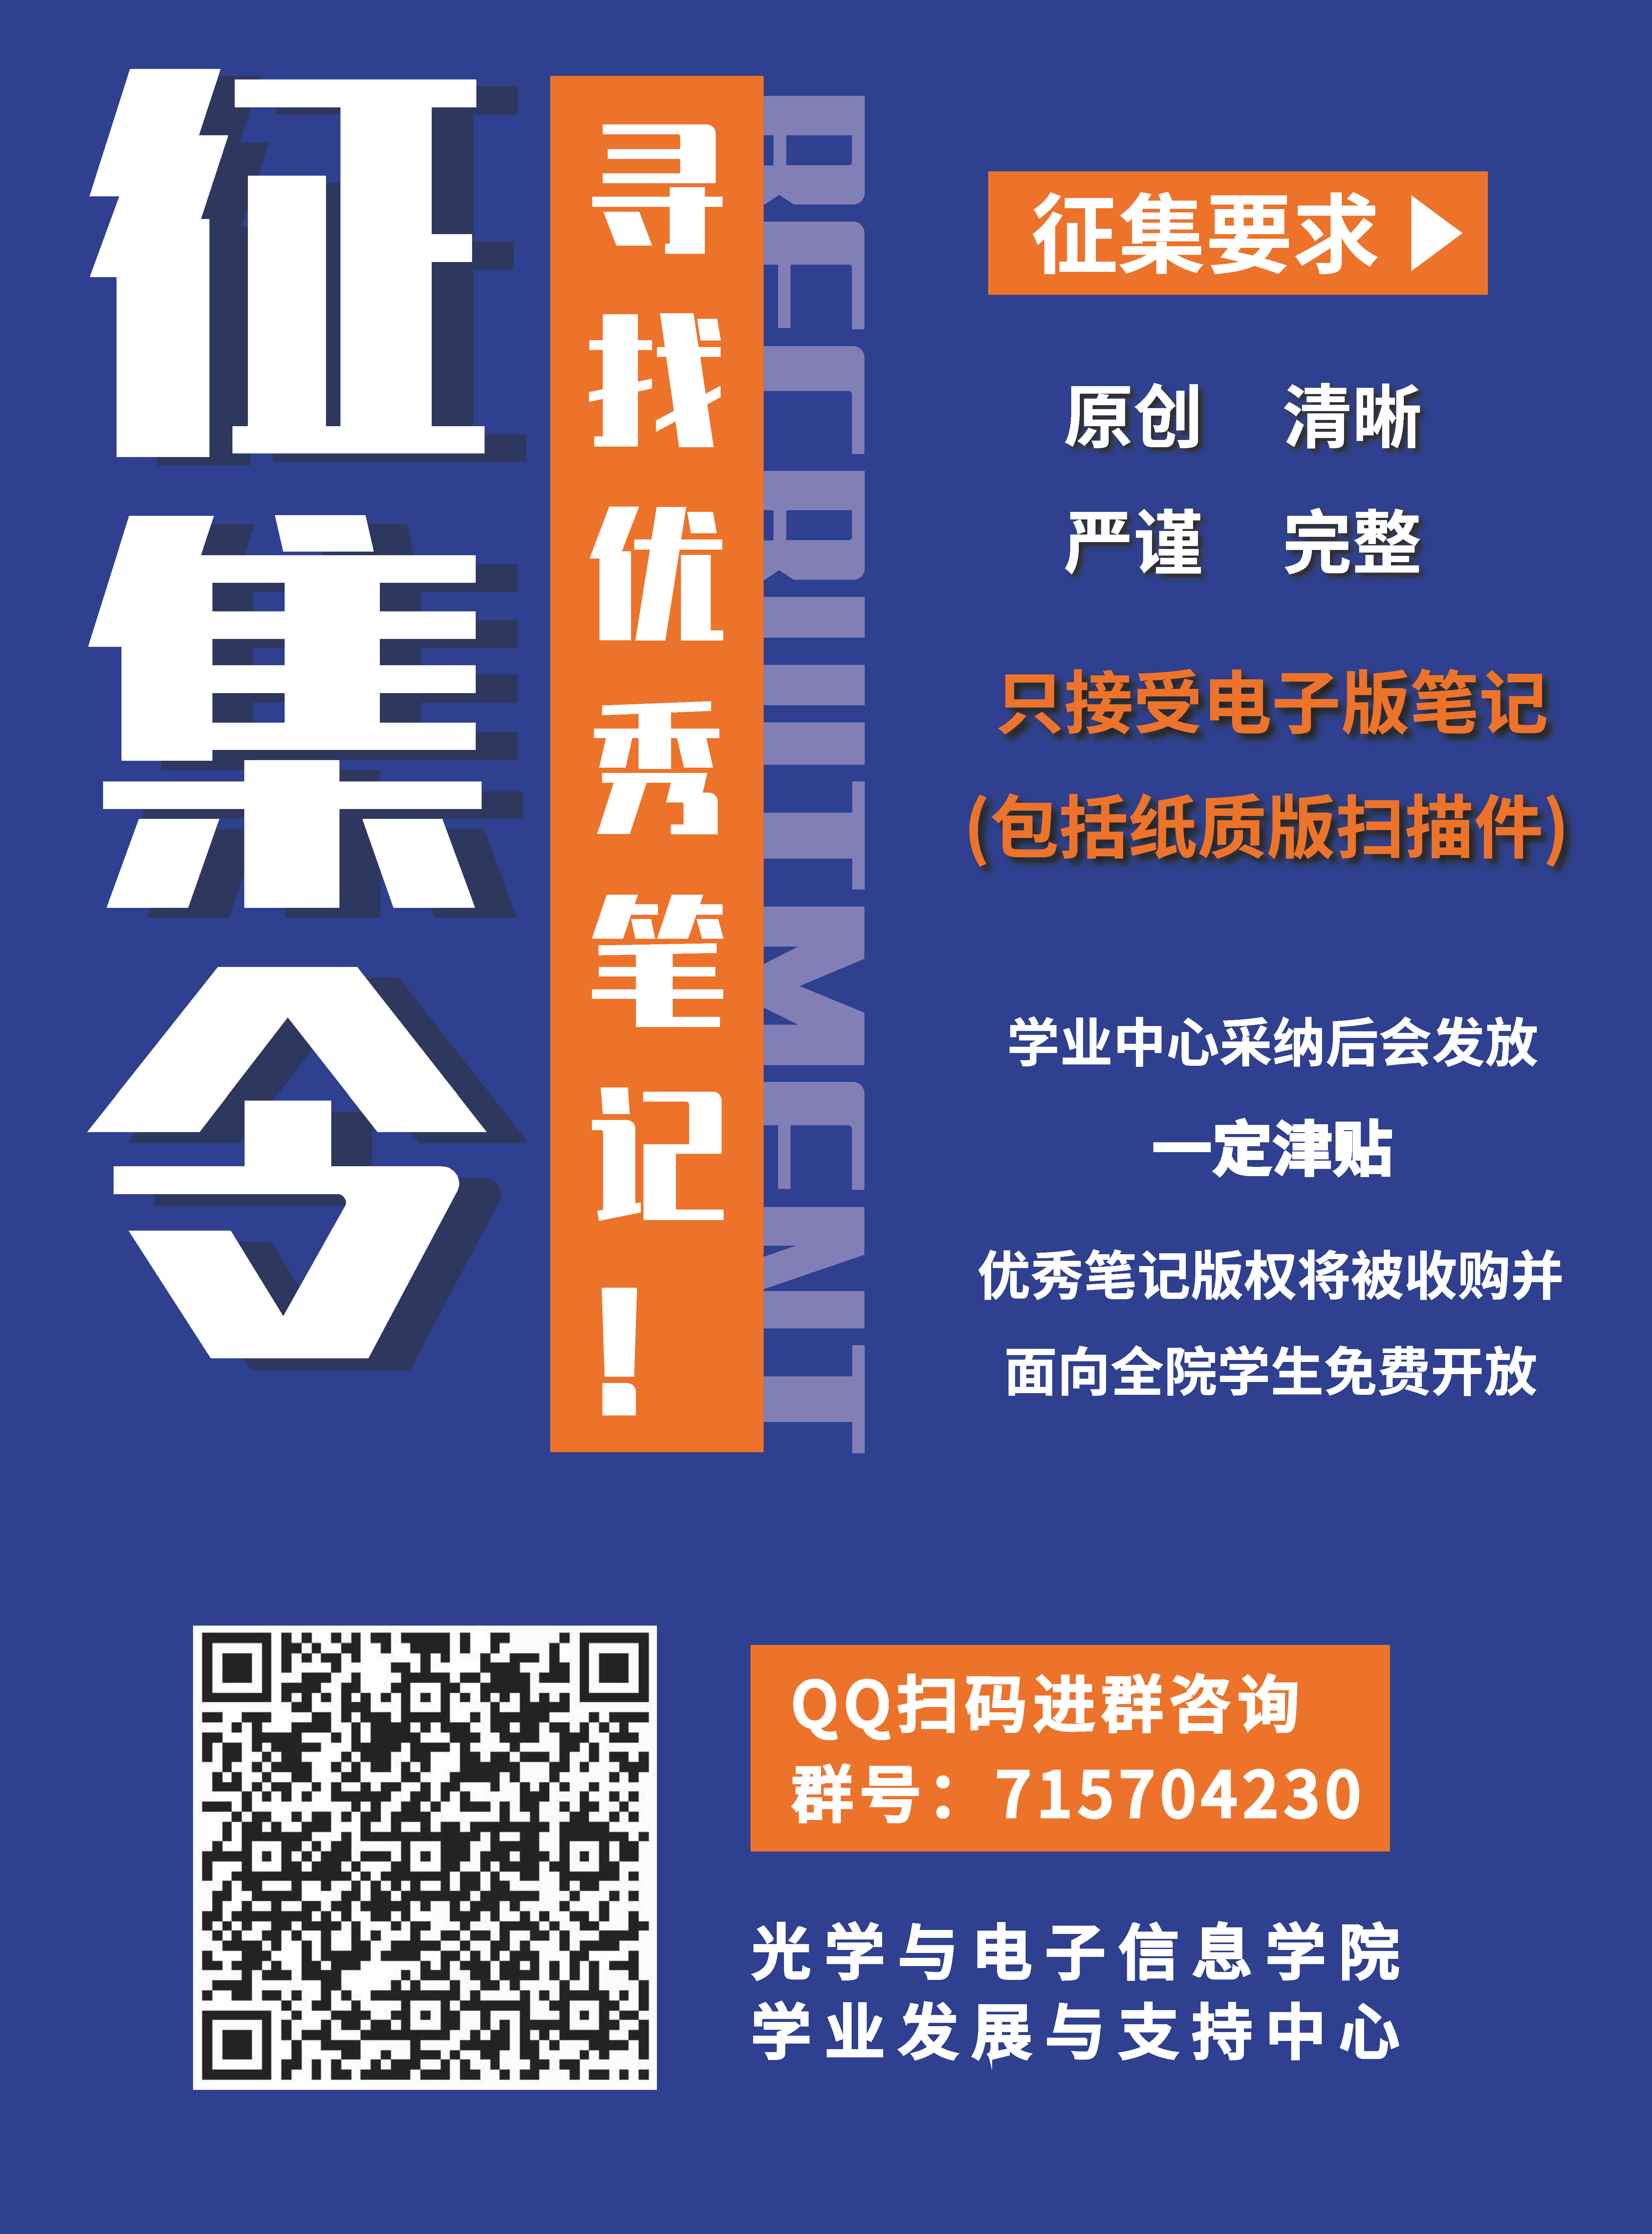 征集令
寻找优秀笔记！
RECRUITMENT
征集要求
原创 清晰
严谨 完整
只接受电子版笔记
(包括纸质版扫描件)
学业中心采纳后会发放
一定津贴
优秀笔记版权将被收购并
面向全院学生免费开放
QQ扫码进群咨询
群号：715704230
光学与电子信息学院
学业发展与支持中心